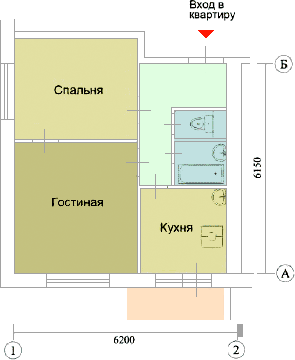 Вход в
квартиру
Спальня
Б
6150
Гостиная
Кухня
А
1
6200
2